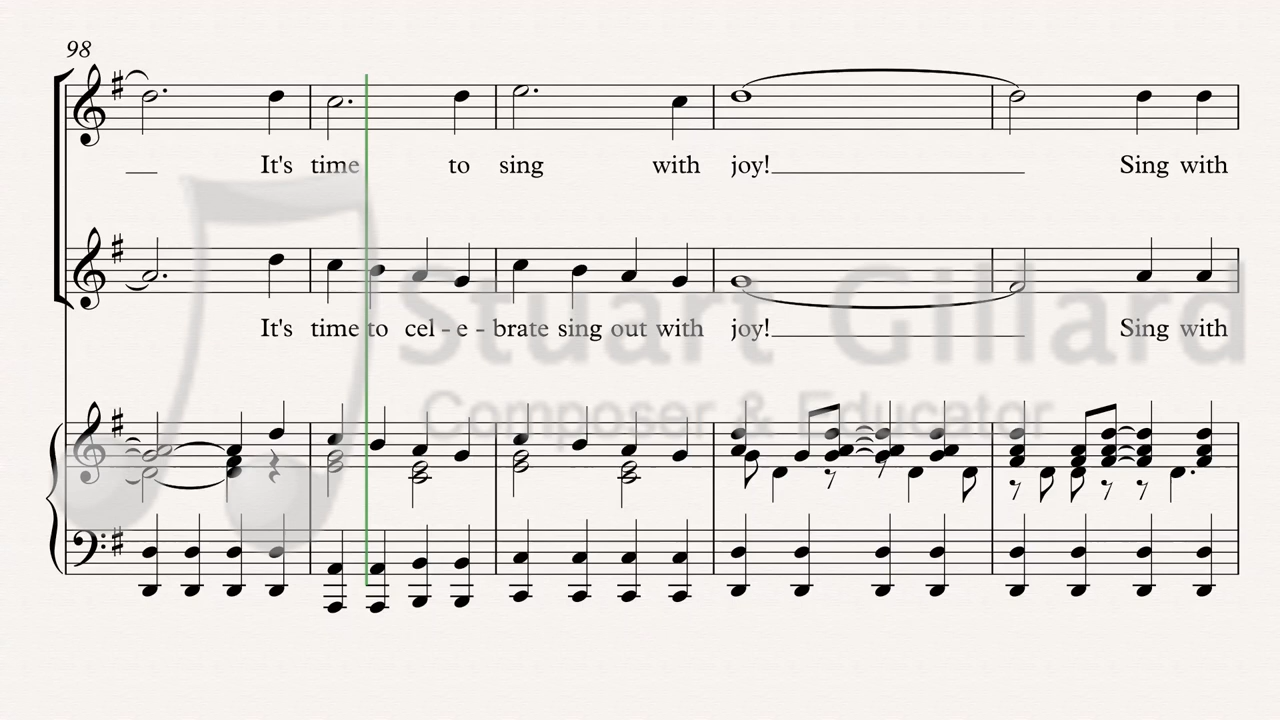 98
It's time to sing with joy! Sing with
It's time to cel - e - brate sing out with joy! Sing with
Stuart Gillard
Composer & Educator